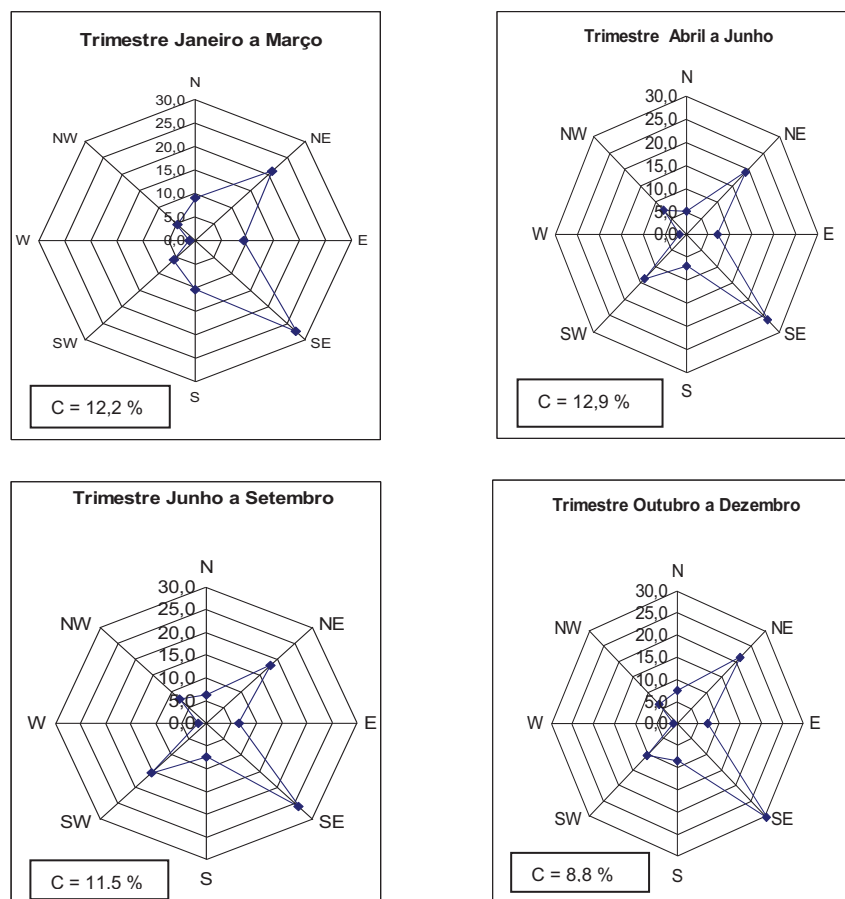 Trimestre Janeiro a Março
N
30,0
25,0
20,0
15,0
10,0
5,0
0,0
NW
NE
W
E
SW
SE
S
C = 12,2 %
Trimestre Abril a Junho
N
30,0
25,0
20,0
15,0
10,0
5,0
0,0
NW
NE
W
E
SW
SE
S
C = 12,9 %
Trimestre Junho a Setembro
N
30,0
25,0
20,0
15,0
10,0
5,0
0,0
NW
NE
W
E
SW
SE
S
C = 11.5 %
Trimestre Outubro a Dezembro
N
30,0
25,0
20,0
15,0
10,0
5,0
0,0
NW
NE
W
E
SW
SE
S
C = 8,8 %